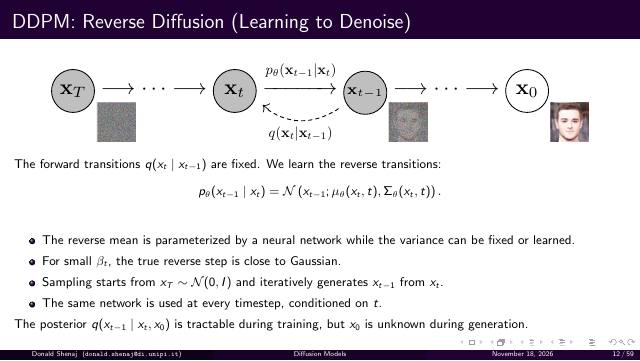 DDPM: Reverse Diffusion (Learning to Denoise)
p_θ(x_{t−1}|x_t)
x_T ⟶ ··· ⟶ x_t ⟶ x_{t−1} ⟶ ··· ⟶ x_0
q(x_t|x_{t−1})
The forward transitions q(x_t | x_{t−1}) are fixed. We learn the reverse transitions:
p_θ(x_{t−1} | x_t) = 𝒩 (x_{t−1}; μ_θ(x_t, t), Σ_θ(x_t, t)) .
• The reverse mean is parameterized by a neural network while the variance can be fixed or learned.
• For small β_t, the true reverse step is close to Gaussian.
• Sampling starts from x_T ∼ 𝒩(0, I) and iteratively generates x_{t−1} from x_t.
• The same network is used at every timestep, conditioned on t.
The posterior q(x_{t−1} | x_t, x_0) is tractable during training, but x_0 is unknown during generation.
Donald Shenaj (donald.shenaj@di.unipi.it) Diffusion Models November 18, 2026 12 / 59